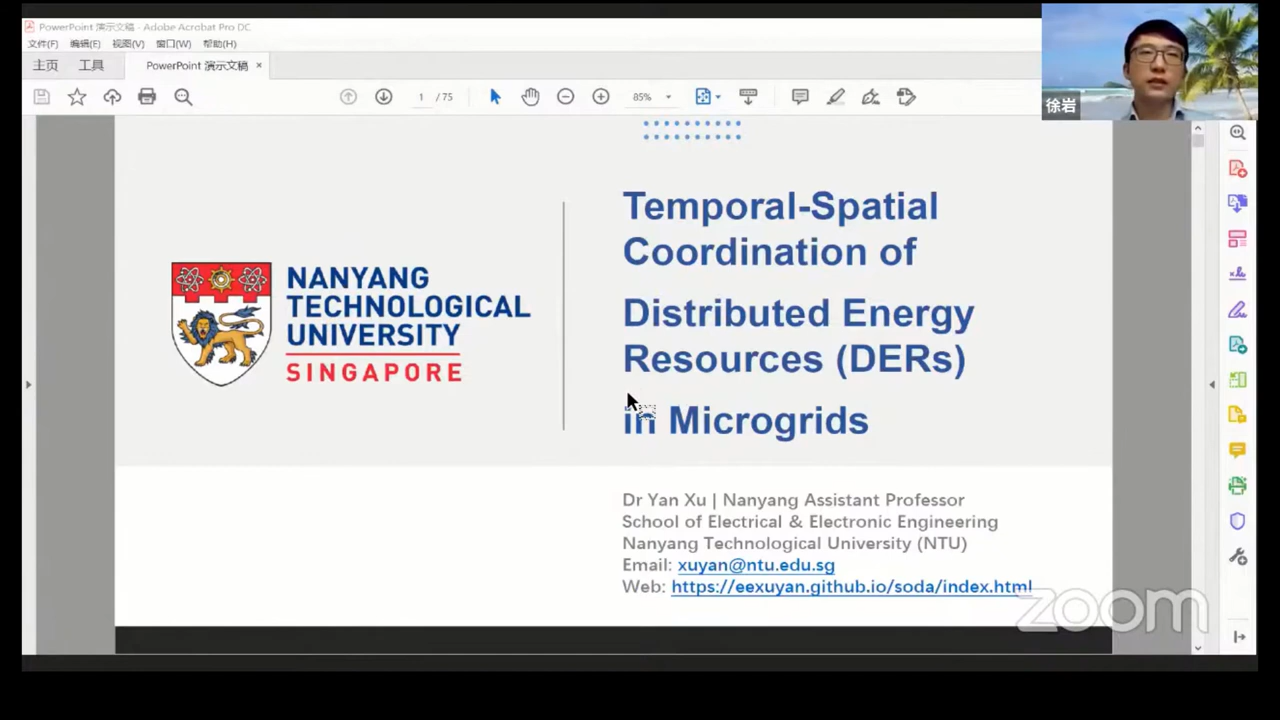 PowerPoint 演示文稿 - Adobe Acrobat Pro DC
文件(F) 编辑(E) 视图(V) 窗口(W) 帮助(H)
主页 工具 PowerPoint 演示文稿 ×
1 / 75 85%
徐岩
Temporal-Spatial
Coordination of
Distributed Energy
Resources (DERs)
in Microgrids
NANYANG
TECHNOLOGICAL
UNIVERSITY
SINGAPORE
Dr Yan Xu | Nanyang Assistant Professor
School of Electrical & Electronic Engineering
Nanyang Technological University (NTU)
Email: xuyan@ntu.edu.sg
Web: https://eexuyan.github.io/soda/index.html
zoom